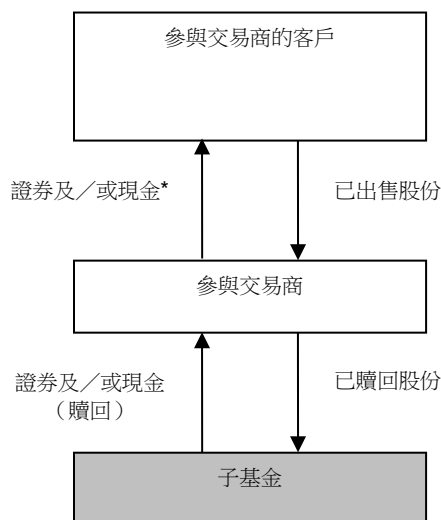 參與交易商的客戶
證券及／或現金*
已出售股份
參與交易商
證券及／或現金
（贖回）
已贖回股份
子基金